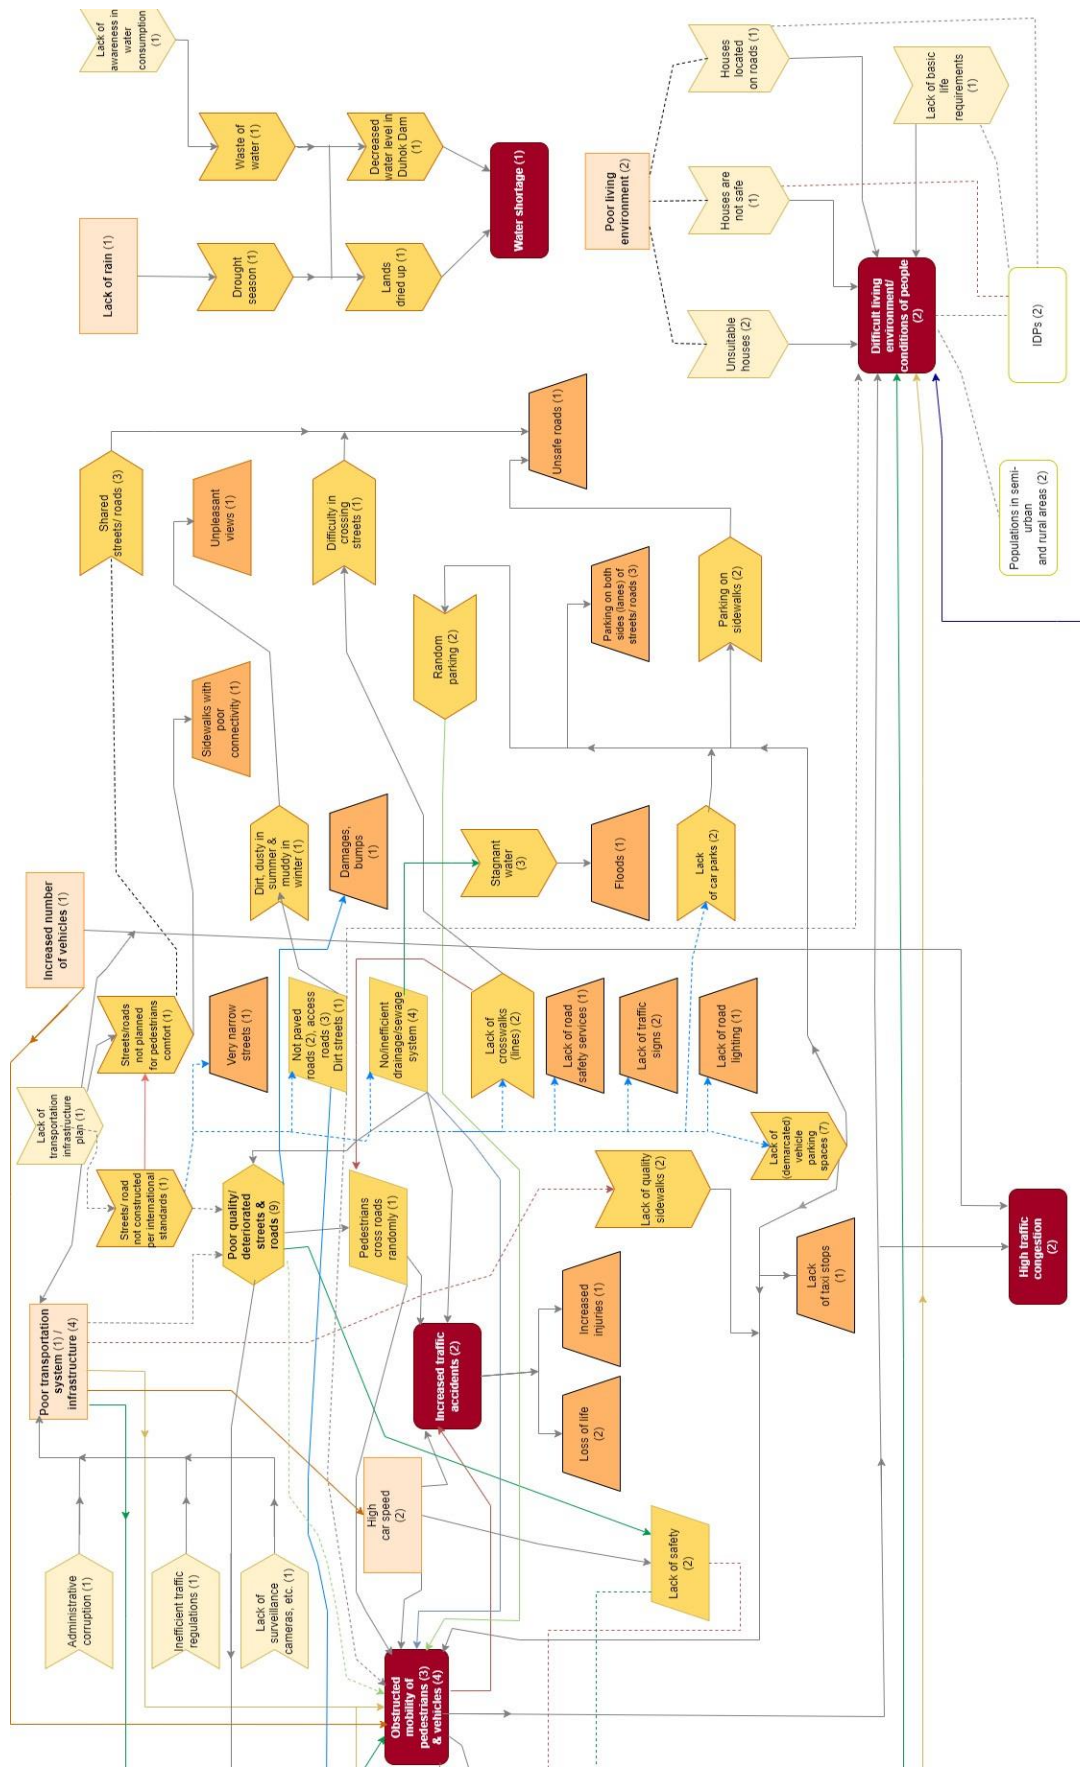 Lack of
awareness in
water
consumption
(1)
Lack of rain (1)
Waste of
water (1)
Drought
season (1)
Decreased
water level in
Duhok Dam
(1)
Lands
dried up (1)
Water shortage (1)
Poor living
environment (2)
Houses
located
on roads (1)
Houses are
not safe
(1)
Unsuitable
houses (2)
Lack of basic
life
requirements
(1)
Difficult living
environment/
conditions of people
(2)
IDPs (2)
Populations in semi-
urban
and rural areas (2)
Shared
streets/ roads (3)
Unpleasant
views (1)
Sidewalks with
poor
connectivity (1)
Difficulty in
crossing
streets (1)
Unsafe roads (1)
Random
parking (2)
Parking on both
sides (lanes) of
streets/ roads (3)
Parking on
sidewalks (2)
Dirt, dusty in
summer &
muddy in
winter (1)
Damages,
bumps
(1)
Stagnant
water
(3)
Floods (1)
Lack
of car parks (2)
Increased number
of vehicles (1)
Streets/roads
not planned
for pedestrians
comfort (1)
Very narrow
streets (1)
Not paved
roads (2), access
roads (3)
Dirt streets (1)
No/inefficient
drainage/sewage
system (4)
Lack of
crosswalks
(lines) (2)
Lack of road
safety services (1)
Lack of traffic
signs (2)
Lack of road
lighting (1)
Lack of
transportation
infrastructure
plan (1)
Streets/ road
not constructed
per international
standards (1)
Poor quality/
deteriorated
streets &
roads (9)
Pedestrians
cross roads
randomly (1)
Lack of quality
sidewalks (2)
Lack of
(demarcated)
vehicle
parking
spaces (7)
Poor transportation
system (1) /
infrastructure (4)
Increased traffic
accidents (2)
Increased
injuries (1)
Loss of life
(2)
Lack
of taxi stops
(1)
High traffic
congestion
(2)
High
car speed
(2)
Lack of safety
(2)
Administrative
corruption (1)
Inefficient traffic
regulations (1)
Lack of
surveillance
cameras, etc. (1)
Obstructed
mobility of
pedestrians (3)
& vehicles (4)